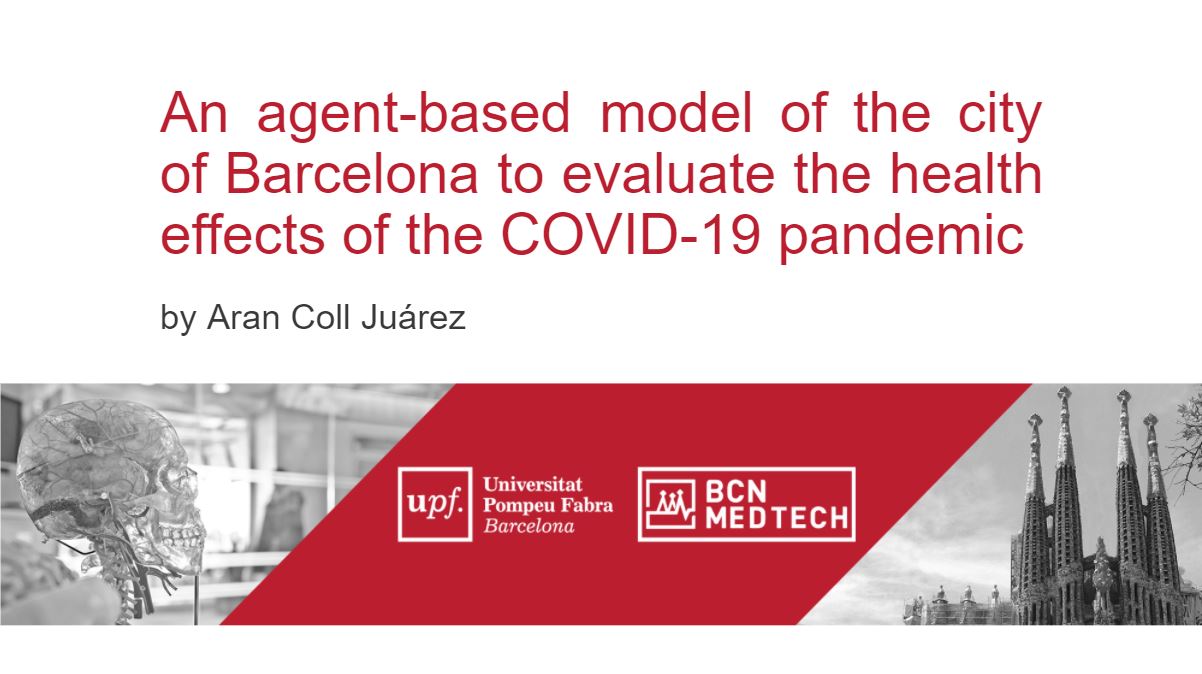 An agent-based model of the city
of Barcelona to evaluate the health
effects of the COVID-19 pandemic
by Aran Coll Juárez
upf.
Universitat
Pompeu Fabra
Barcelona
BCN
MEDTECH